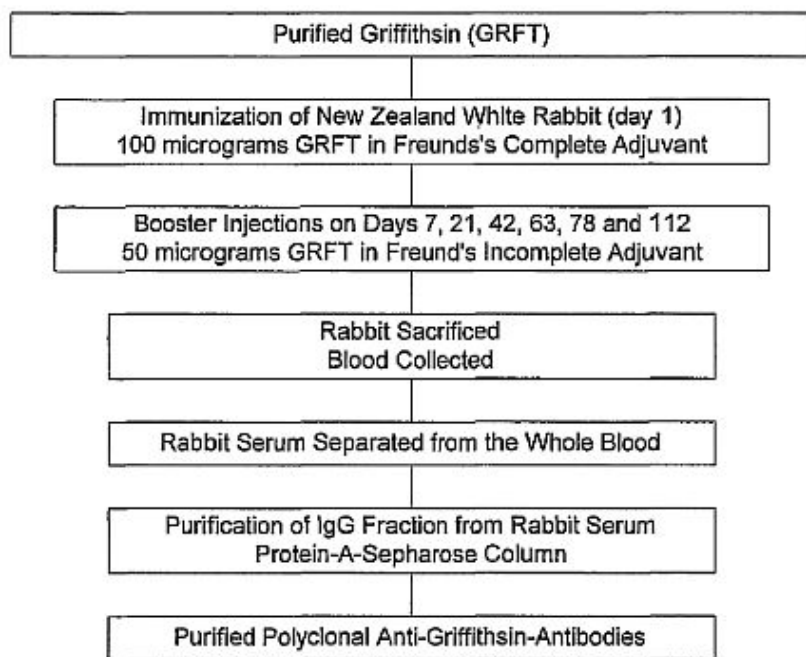 Purified Griffithsin (GRFT)
Immunization of New Zealand White Rabbit (day 1)
100 micrograms GRFT in Freunds's Complete Adjuvant
Booster Injections on Days 7, 21, 42, 63, 78 and 112
50 micrograms GRFT in Freund's Incomplete Adjuvant
Rabbit Sacrificed
Blood Collected
Rabbit Serum Separated from the Whole Blood
Purification of IgG Fraction from Rabbit Serum
Protein-A-Sepharose Column
Purified Polyclonal Anti-Griffithsin-Antibodies